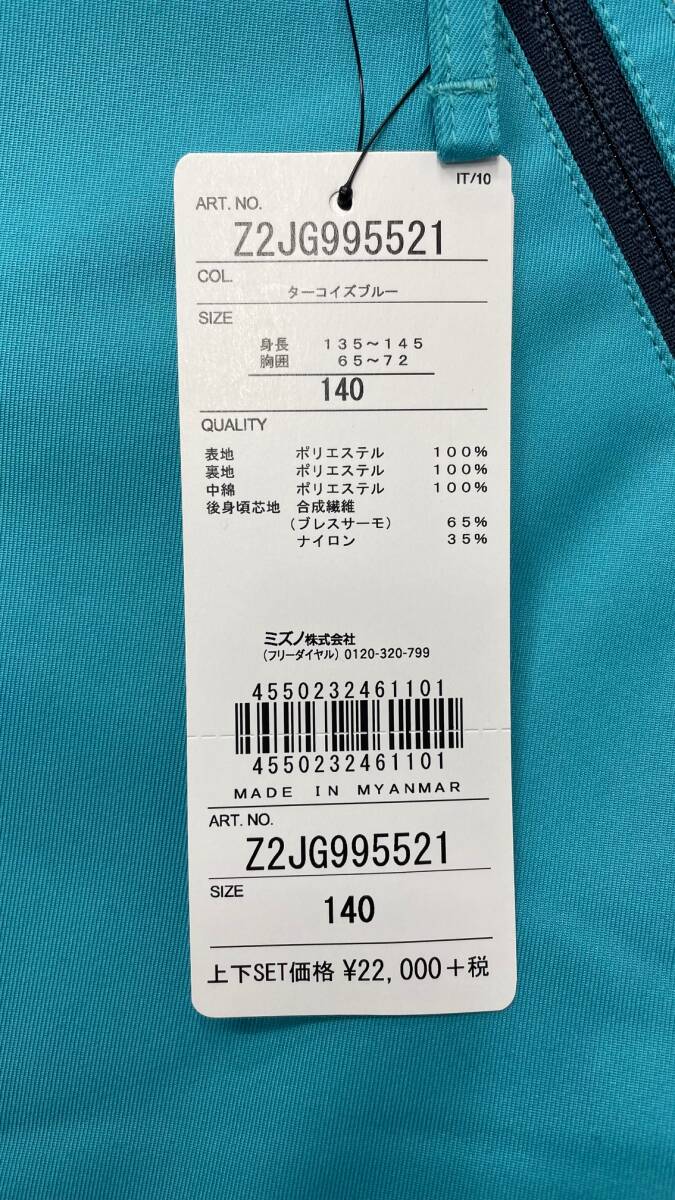 IT/10
ART. NO.
Z2JG995521
COL.
ターコイズブルー
SIZE
身長 135～145
胸囲 65～72
140
QUALITY
表地 ポリエステル 100%
裏地 ポリエステル 100%
中綿 ポリエステル 100%
後身頃芯地 合成繊維
(ブレスサーモ) 65%
ナイロン 35%
ミズノ株式会社
(フリーダイヤル) 0120-320-799
4550232461101
4550232461101
MADE IN MYANMAR
ART. NO.
Z2JG995521
SIZE
140
上下SET価格 ¥22,000+税